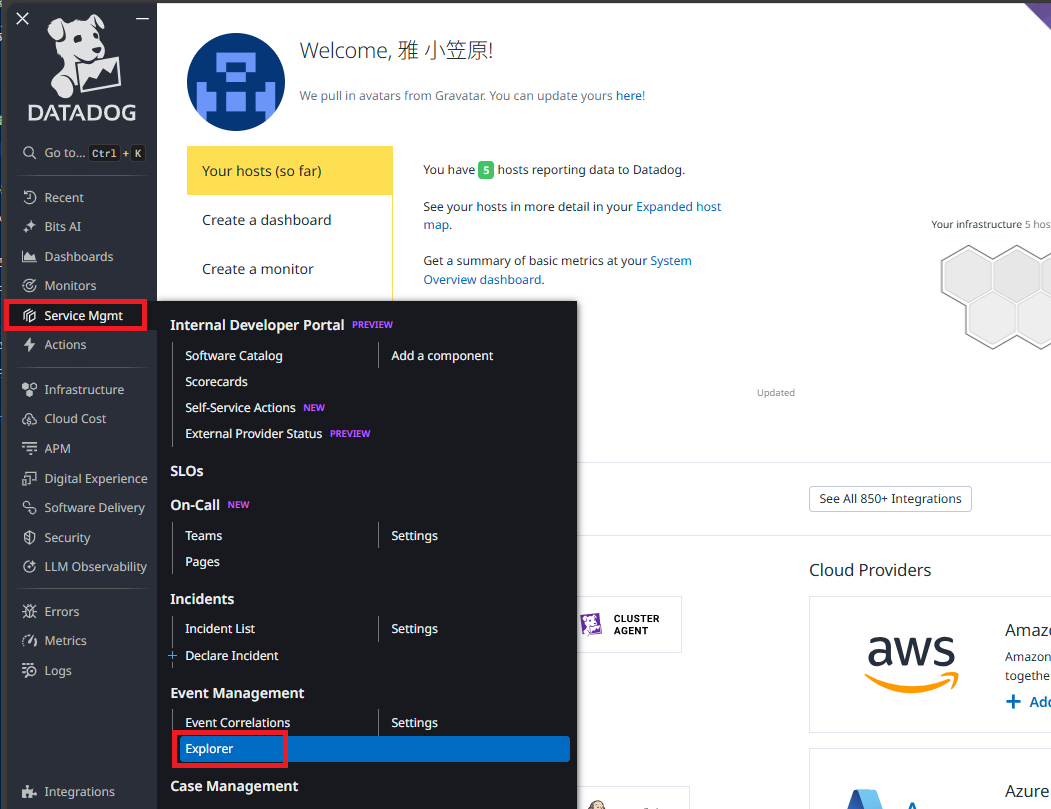 DATADOG
Go to... Ctrl + K
Recent
Bits AI
Dashboards
Monitors
Service Mgmt
Actions
Infrastructure
Cloud Cost
APM
Digital Experience
Software Delivery
Security
LLM Observability
Errors
Metrics
Logs
Integrations
Welcome, 雅 小笠原!
We pull in avatars from Gravatar. You can update yours here!
Your hosts (so far)
Create a dashboard
Create a monitor
You have 5 hosts reporting data to Datadog.
See your hosts in more detail in your Expanded host
map.
Get a summary of basic metrics at your System
Overview dashboard.
Your infrastructure 5 hos
Updated
Internal Developer Portal PREVIEW
Software Catalog
Add a component
Scorecards
Self-Service Actions NEW
External Provider Status PREVIEW
SLOs
On-Call NEW
Teams
Settings
Pages
Incidents
Incident List
Settings
Declare Incident
Event Management
Event Correlations
Settings
Explorer
Case Management
See All 850+ Integrations
CLUSTER
AGENT
Cloud Providers
aws
Amazo
Amazon
togethe
+ Add
Azure